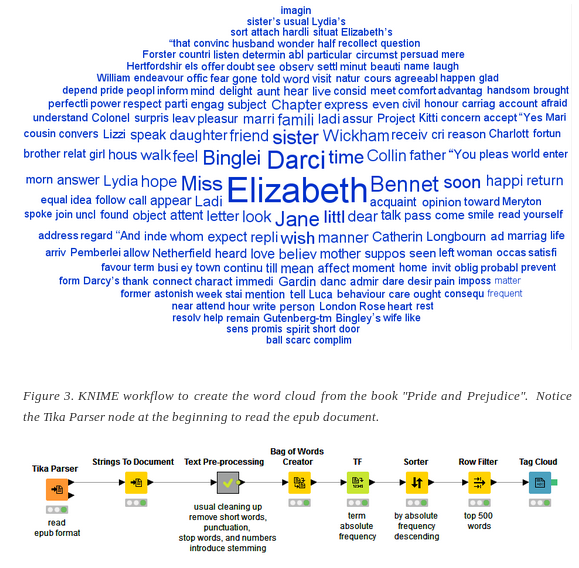 imagin
sister's usual Lydia's
sort attach hardli situat Elizabeth's
"that convinc husband wonder half recollect question
Forster countri listen determin abl particular circumst persuad mere
Hertfordshir els offer doubt see observ settl minut beauti name laugh
William endeavour offic fear gone told word visit natur cours agreeabl happen glad
depend pride peopl inform mind delight aunt hear live consid meet comfort advantag handsom brought
perfectli power respect parti engag subject Chapter express even civil honour carriag account afraid
understand Colonel surpris leav pleasur marri famili ladi assur Project Kitti concern accept "Yes Mari
cousin convers Lizzi speak daughter friend sister Wickham receiv cri reason Charlott fortun
brother relat girl hous walk feel Binglei Darci time Collin father "You pleas world enter
morn answer Lydia hope Miss Elizabeth Bennet soon happi return
equal idea follow call appear Ladi acquaint opinion toward Meryton
spoke join uncl found object attent letter look Jane littl dear talk pass come smile read yourself
address regard "And inde whom expect repli wish manner Catherin Longbourn ad marriag life
arriv Pemberlei allow Netherfield heard love believ mother suppos seen left woman occas satisfi
favour term busi ey town continu till mean affect moment home invit oblig probabl prevent
form Darcy's thank connect charact immedi Gardin danc admir dare desir pain imposs matter
former astonish week stai mention tell Luca behaviour care ought consequ frequent
near attend hour write person London Rose heart rest
resolv help remain Gutenberg-tm Bingley's wife like
sens promis spirit short door
ball scarc complim
Figure 3. KNIME workflow to create the word cloud from the book "Pride and Prejudice". Notice
the Tika Parser node at the beginning to read the epub document.
Tika Parser
read
epub format
Strings To Document
Text Pre-processing
usual cleaning up
remove short words,
punctuation,
stop words, and numbers
introduce stemming
Bag of Words
Creator
TF
term
absolute
frequency
Sorter
by absolute
frequency
descending
Row Filter
top 500
words
Tag Cloud